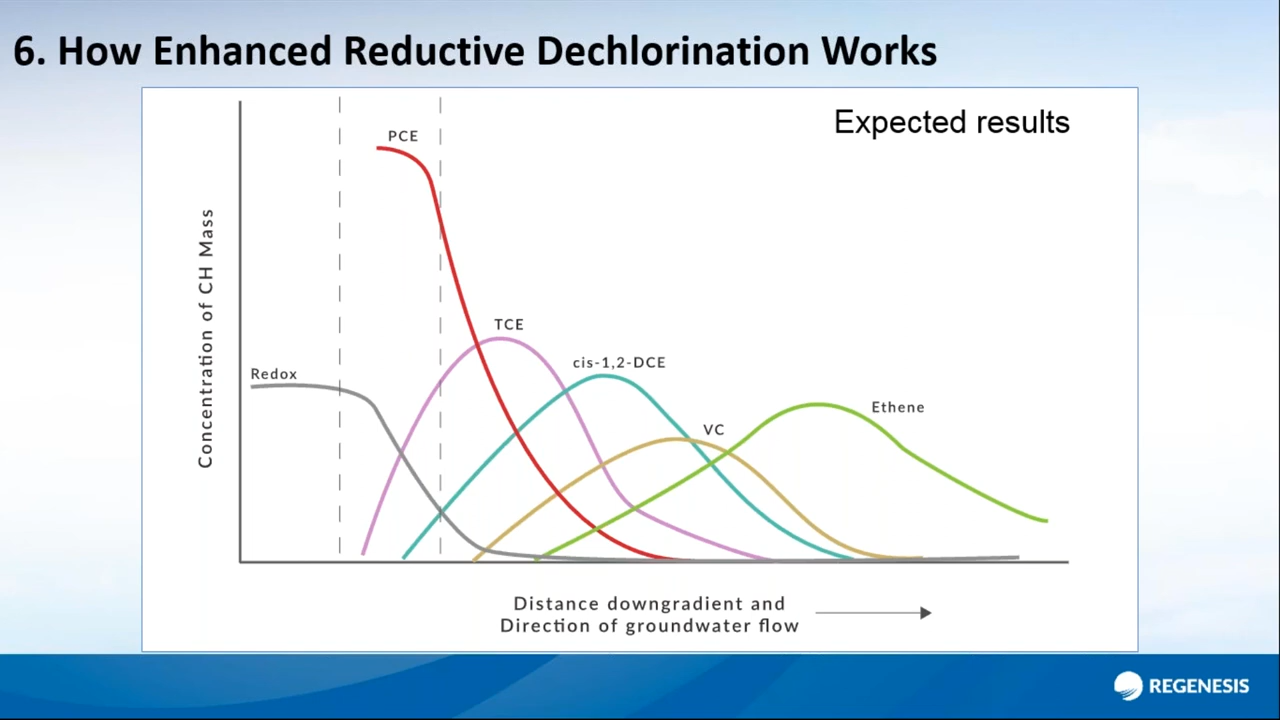 6. How Enhanced Reductive Dechlorination Works
Expected results
PCE
TCE
cis-1,2-DCE
Redox
VC
Ethene
Concentration of CH Mass
Distance downgradient and
Direction of groundwater flow
REGENESIS